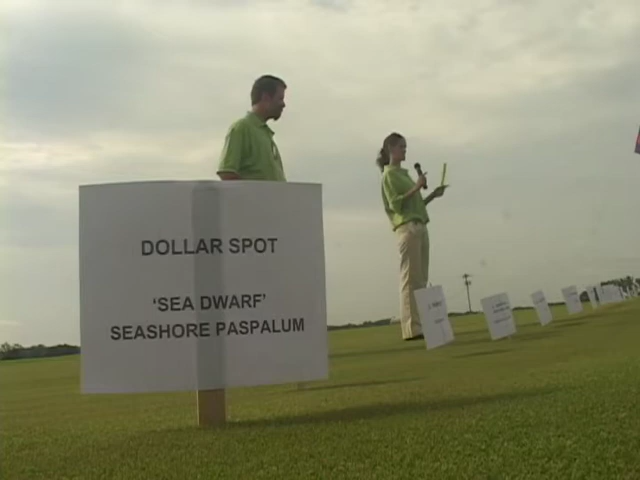 DOLLAR SPOT
‘SEA DWARF’
SEASHORE PASPALUM